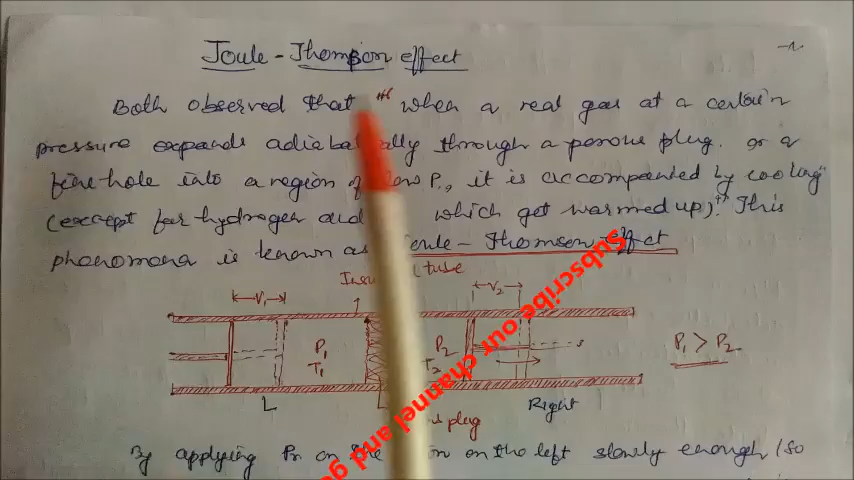 Joule - Thomson effect
-1
Both observed that "When a real gas at a certain
pressure expands adiabatically through a porous plug. or a
fine hole into a region of low Pr, it is accompanied by cooling
(except for hydrogen and which get warmed up)". This
phenomona is known as Joule - Thomson effect
V1 V2
P1 P2 P1 > P2
T1 T2
L Right
plug
Subscribe our channel and
By applying Pr on the on the left slowly enough (so